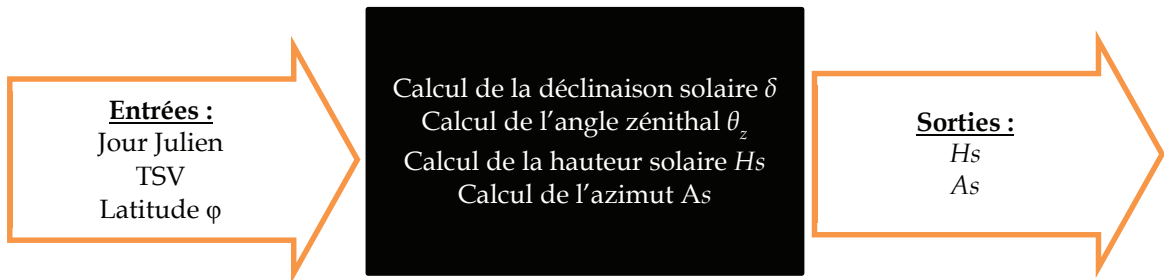 Entrées :
Jour Julien
TSV
Latitude φ
Calcul de la déclinaison solaire δ
Calcul de l’angle zénithal θz
Calcul de la hauteur solaire Hs
Calcul de l’azimut As
Sorties :
Hs
As